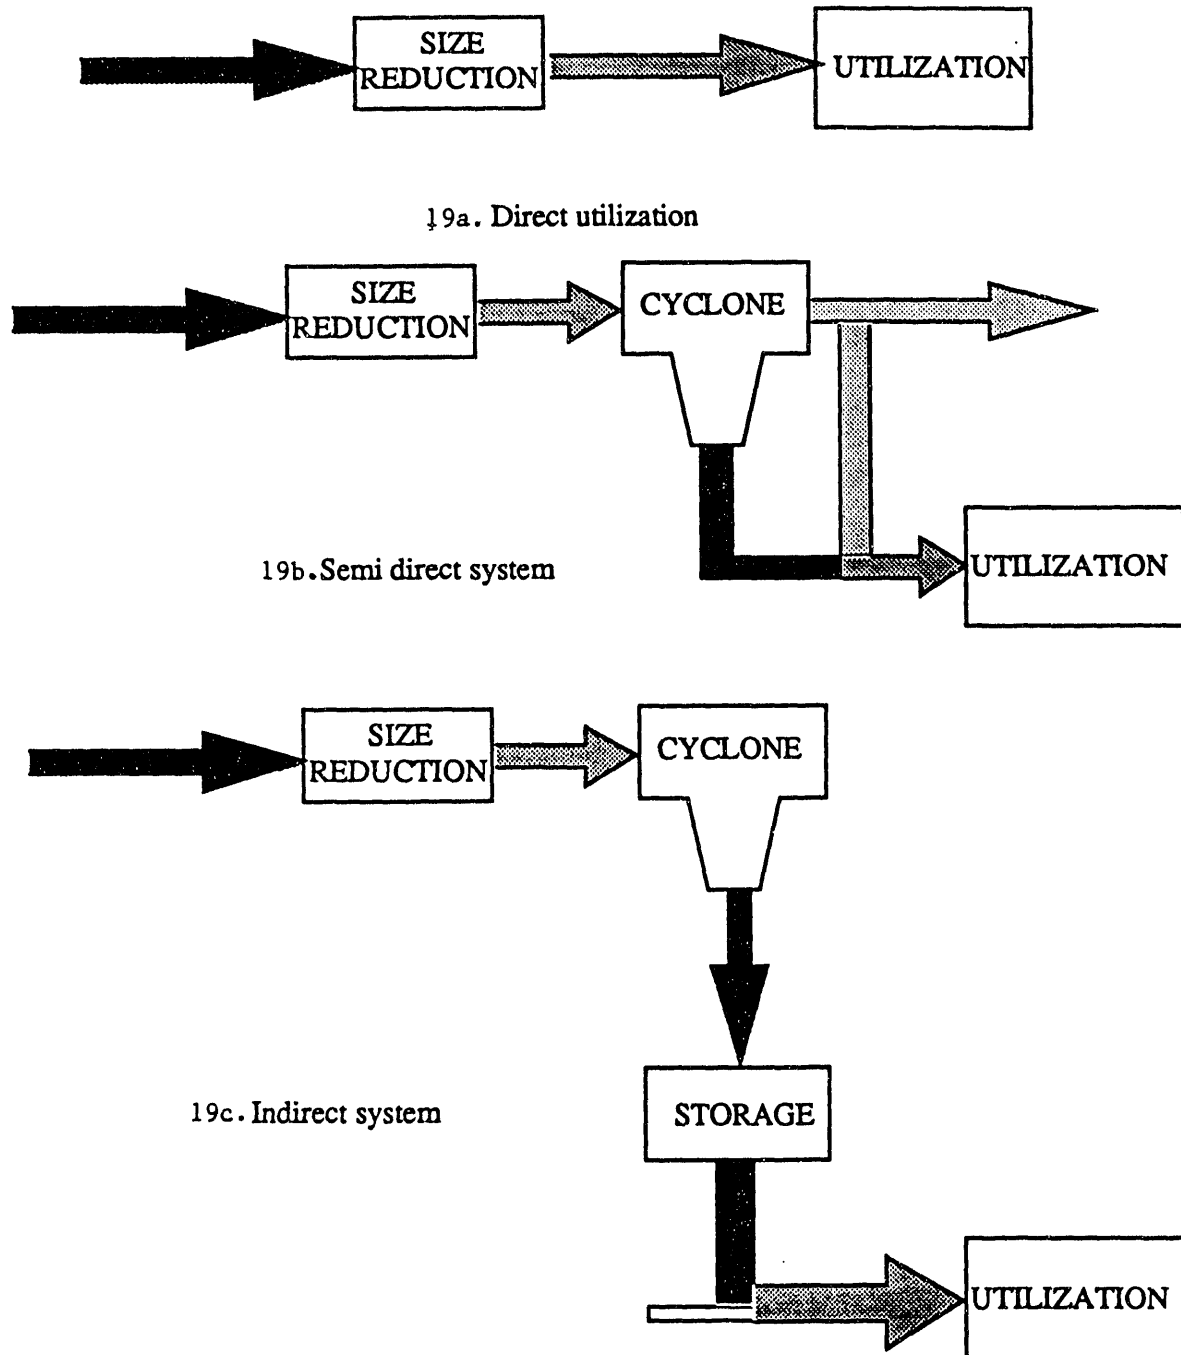 SIZE
REDUCTION
UTILIZATION
19a. Direct utilization
SIZE
REDUCTION
CYCLONE
19b. Semi direct system
UTILIZATION
SIZE
REDUCTION
CYCLONE
19c. Indirect system
STORAGE
UTILIZATION